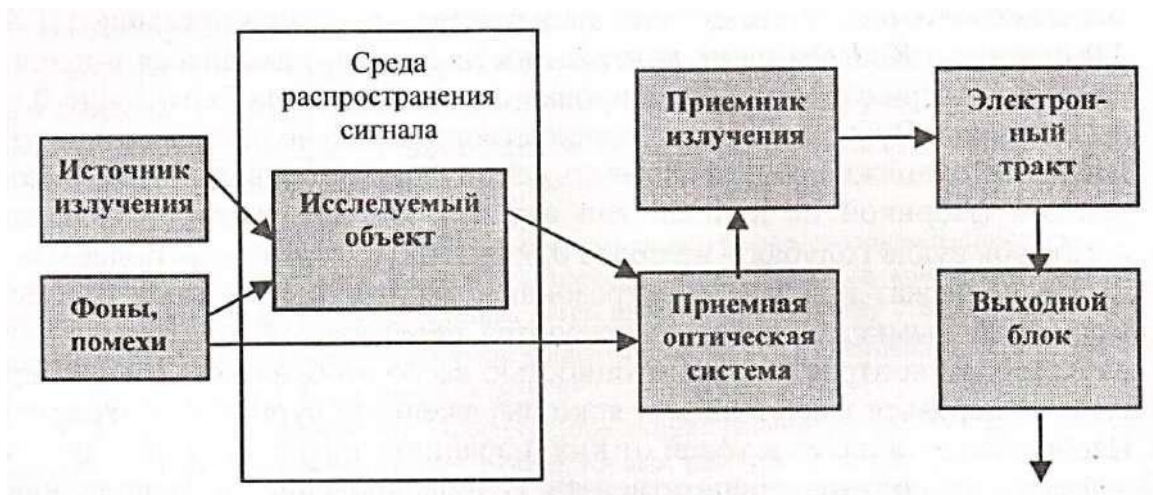 Среда
распространения
сигнала
Источник
излучения
Исследуемый
объект
Фоны,
помехи
Приемник
излучения
Электрон-
ный
тракт
Приемная
оптическая
система
Выходной
блок